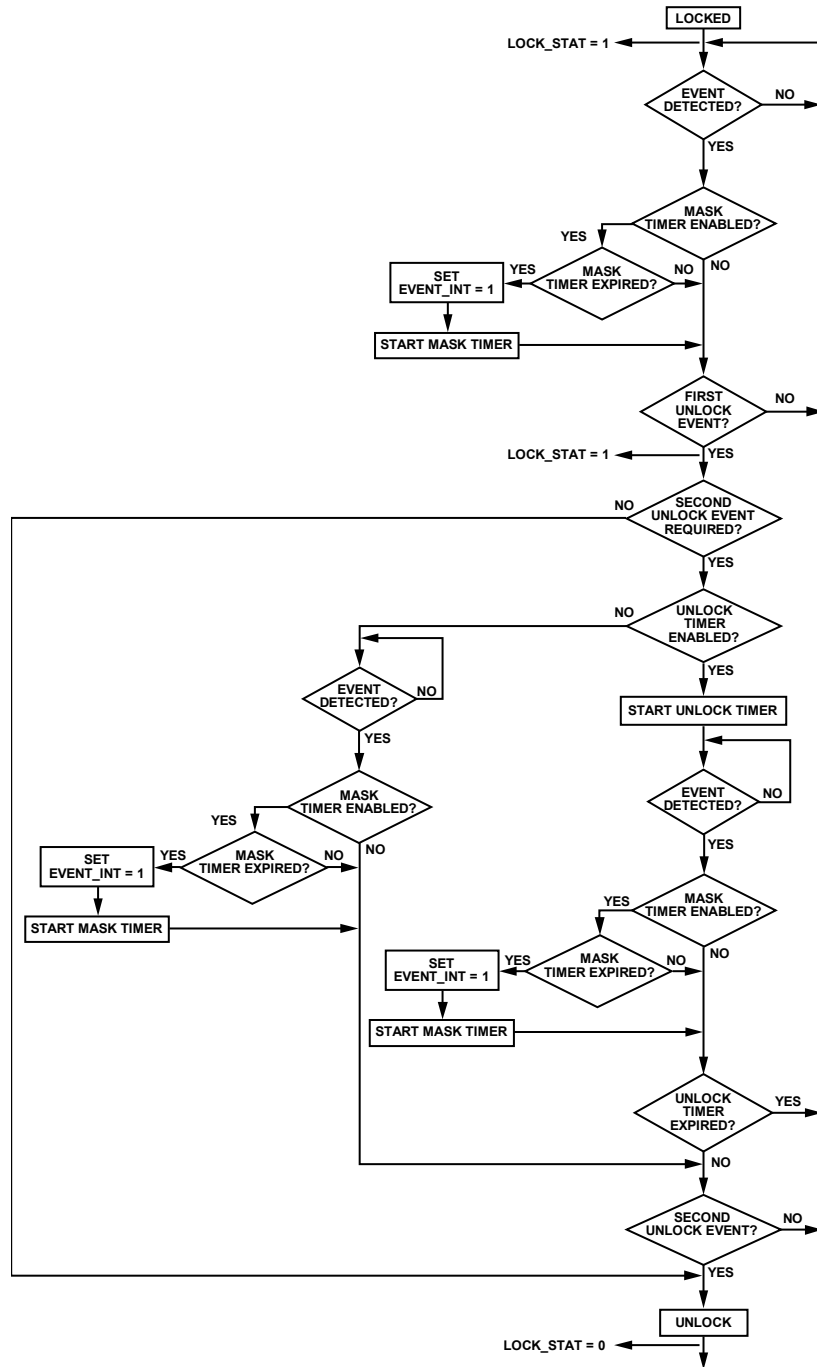 LOCKED
LOCK_STAT = 1
EVENT
DETECTED?
NO
YES
MASK
TIMER ENABLED?
YES
NO
SET
EVENT_INT = 1
YES
MASK
TIMER EXPIRED?
NO
START MASK TIMER
FIRST
UNLOCK
EVENT?
NO
YES
LOCK_STAT = 1
NO
SECOND
UNLOCK EVENT
REQUIRED?
YES
NO
UNLOCK
TIMER
ENABLED?
YES
EVENT
DETECTED?
NO
YES
START UNLOCK TIMER
EVENT
DETECTED?
NO
YES
MASK
TIMER ENABLED?
YES
NO
SET
EVENT_INT = 1
YES
MASK
TIMER EXPIRED?
NO
START MASK TIMER
MASK
TIMER ENABLED?
YES
NO
SET
EVENT_INT = 1
YES
MASK
TIMER EXPIRED?
NO
START MASK TIMER
UNLOCK
TIMER
EXPIRED?
YES
NO
SECOND
UNLOCK EVENT?
NO
YES
UNLOCK
LOCK_STAT = 0